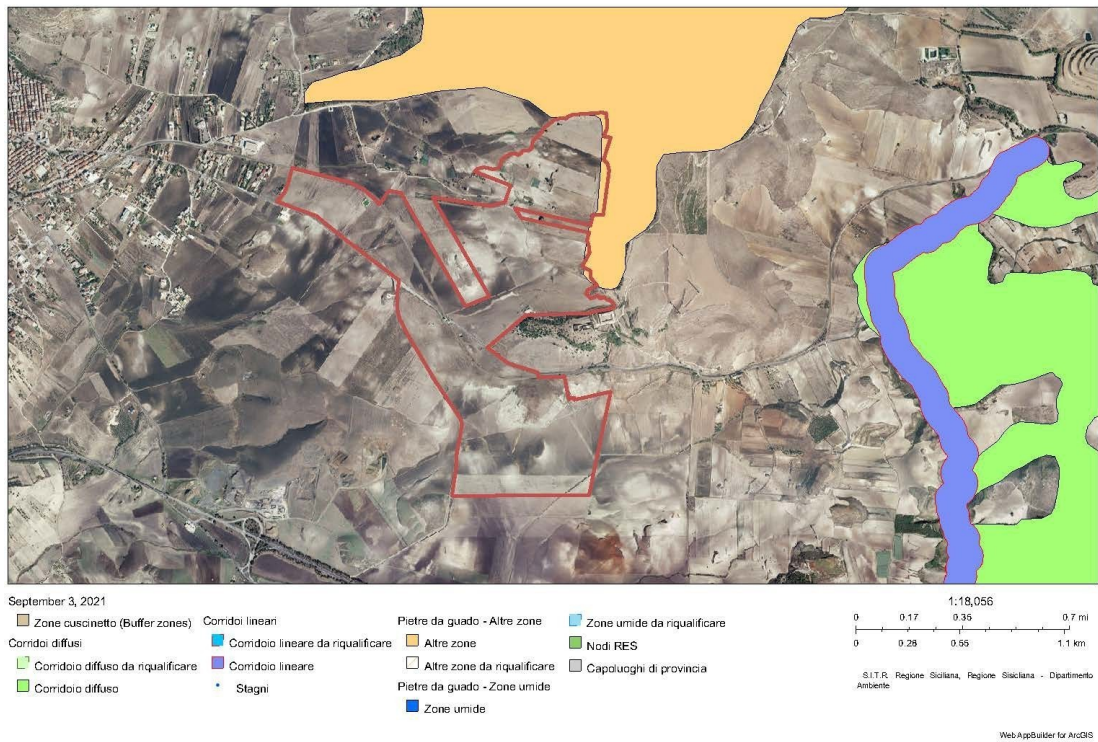 September 3, 2021
Zone cuscinetto (Buffer zones)
Corridoi diffusi
Corridoio diffuso da riqualificare
Corridoio diffuso
Corridoi lineari
Corridoio lineare da riqualificare
Corridoio lineare
Stagni
Pietre da guado - Altre zone
Altre zone
Altre zone da riqualificare
Pietre da guado - Zone umide
Zone umide
Zone umide da riqualificare
Nodi RES
Capoluoghi di provincia
1:18,056
0 0.17 0.35 0.7 mi
0 0.28 0.55 1.1 km
S.I.T.R. Regione Siciliana, Regione Sisicliana - Dipartimento
Ambiente
Web AppBuilder for ArcGIS